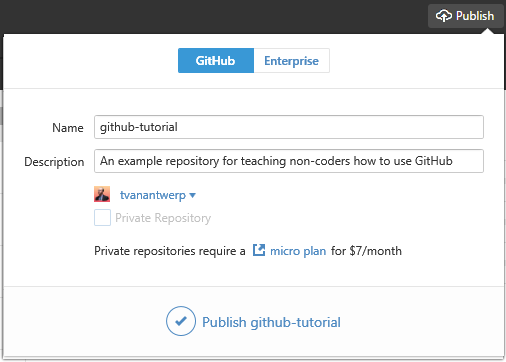 Publish
GitHub Enterprise
Name github-tutorial
Description An example repository for teaching non-coders how to use GitHub
tvanantwerp
Private Repository
Private repositories require a micro plan for $7/month
Publish github-tutorial